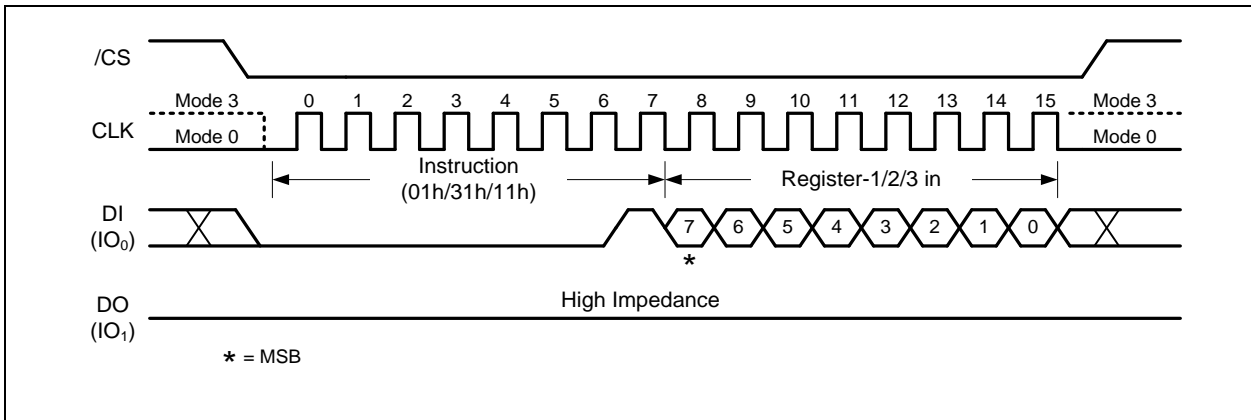 /CS
Mode 3 0 1 2 3 4 5 6 7 8 9 10 11 12 13 14 15 Mode 3
CLK
Mode 0 Mode 0
Instruction
(01h/31h/11h)
Register-1/2/3 in
DI
(IO₀)
7 6 5 4 3 2 1 0
*
High Impedance
DO
(IO₁)
* = MSB